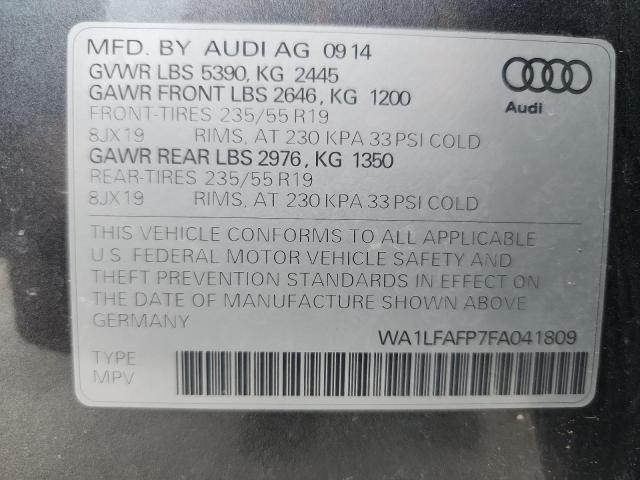 MFD. BY AUDI AG 09 14
GVWR LBS 5390, KG 2445
GAWR FRONT LBS 2646, KG 1200
FRONT-TIRES 235/55 R19
8JX19 RIMS, AT 230 KPA 33 PSI COLD
GAWR REAR LBS 2976, KG 1350
REAR-TIRES 235/55 R19
8JX19 RIMS, AT 230 KPA 33 PSI COLD
Audi
THIS VEHICLE CONFORMS TO ALL APPLICABLE
U.S. FEDERAL MOTOR VEHICLE SAFETY AND
THEFT PREVENTION STANDARDS IN EFFECT ON
THE DATE OF MANUFACTURE SHOWN ABOVE
GERMANY
WA1LFAFP7FA041809
TYPE
MPV